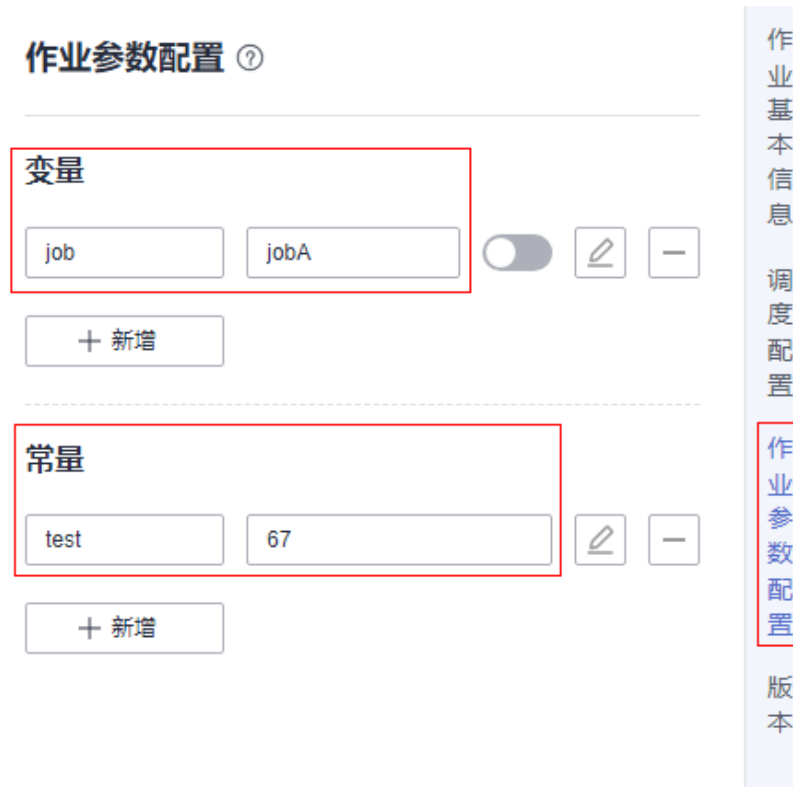 作业参数配置
变量
job
jobA
新增
常量
test
67
新增
作业基本信息
调度配置
作业参数配置
版本